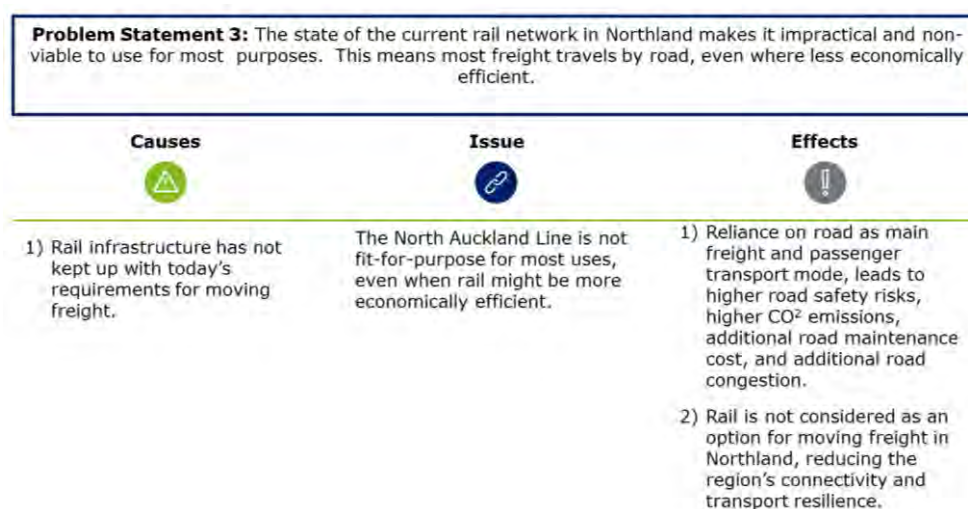 Problem Statement 3: The state of the current rail network in Northland makes it impractical and non-
viable to use for most purposes. This means most freight travels by road, even where less economically
efficient.
Causes
Issue
Effects
1) Rail infrastructure has not
kept up with today's
requirements for moving
freight.
The North Auckland Line is not
fit-for-purpose for most uses,
even when rail might be more
economically efficient.
1) Reliance on road as main
freight and passenger
transport mode, leads to
higher road safety risks,
higher CO² emissions,
additional road maintenance
cost, and additional road
congestion.
2) Rail is not considered as an
option for moving freight in
Northland, reducing the
region's connectivity and
transport resilience.